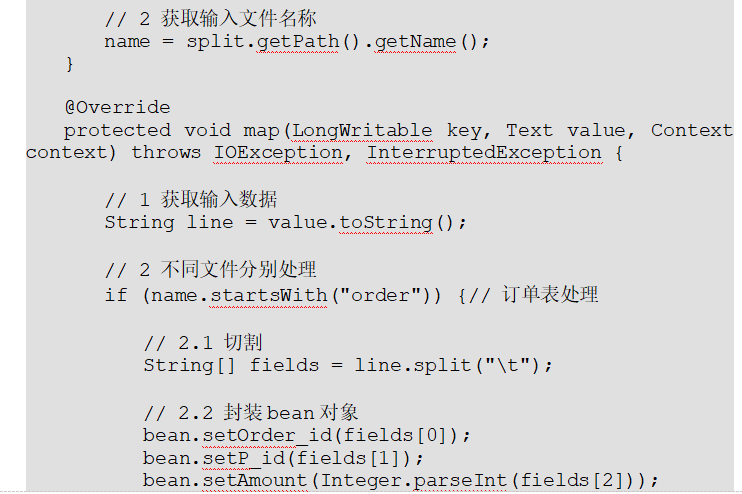 // 2 获取输入文件名称
name = split.getPath().getName();
}
@Override
protected void map(LongWritable key, Text value, Context
context) throws IOException, InterruptedException {
// 1 获取输入数据
String line = value.toString();
// 2 不同文件分别处理
if (name.startsWith("order")) {// 订单表处理
// 2.1 切割
String[] fields = line.split("\t");
// 2.2 封装bean对象
bean.setOrder_id(fields[0]);
bean.setP_id(fields[1]);
bean.setAmount(Integer.parseInt(fields[2]));